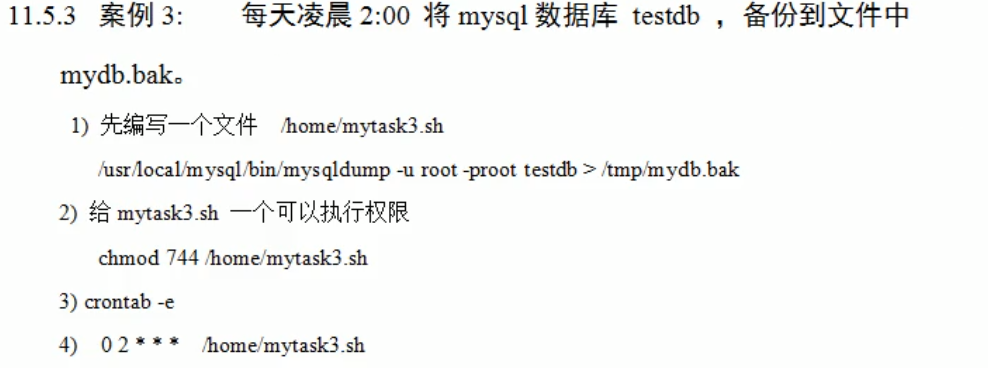 11.5.3 案例 3: 每天凌晨 2:00 将 mysql 数据库 testdb ，备份到文件中
mydb.bak。
1) 先编写一个文件 /home/mytask3.sh
/usr/local/mysql/bin/mysqldump -u root -proot testdb > /tmp/mydb.bak
2) 给 mytask3.sh 一个可以执行权限
chmod 744 /home/mytask3.sh
3) crontab -e
4) 0 2 * * * /home/mytask3.sh